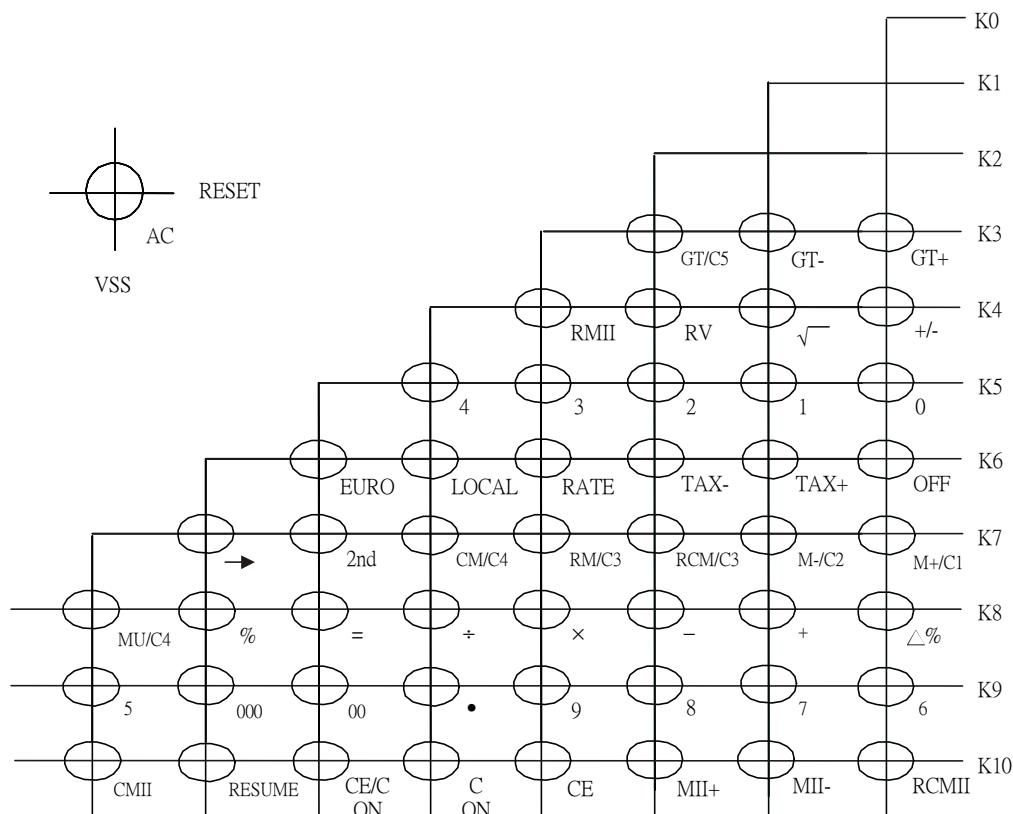 K0
K1
K2
RESET
AC
VSS
K3
GT/C5 GT- GT+
K4
RMII RV √ +/-
K5
4 3 2 1 0
K6
EURO LOCAL RATE TAX- TAX+ OFF
K7
→ 2nd CM/C4 RM/C3 RCM/C3 M-/C2 M+/C1
K8
MU/C4 % = ÷ × − + △%
K9
5 000 00 • 9 8 7 6
K10
CMII RESUME CE/C C CE MII+ MII- RCMII
ON ON